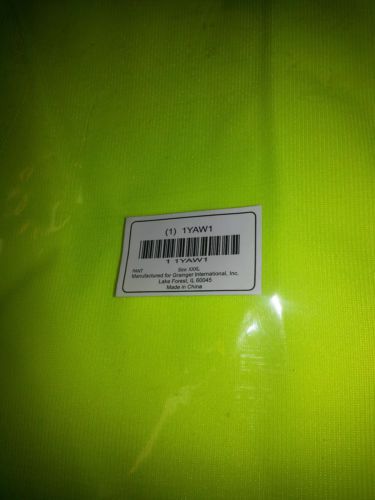 (1) 1YAW1
1 1YAW1
PANT Size XXXL
Manufactured for Grainger International, Inc.
Lake Forest, IL 60045
Made in China